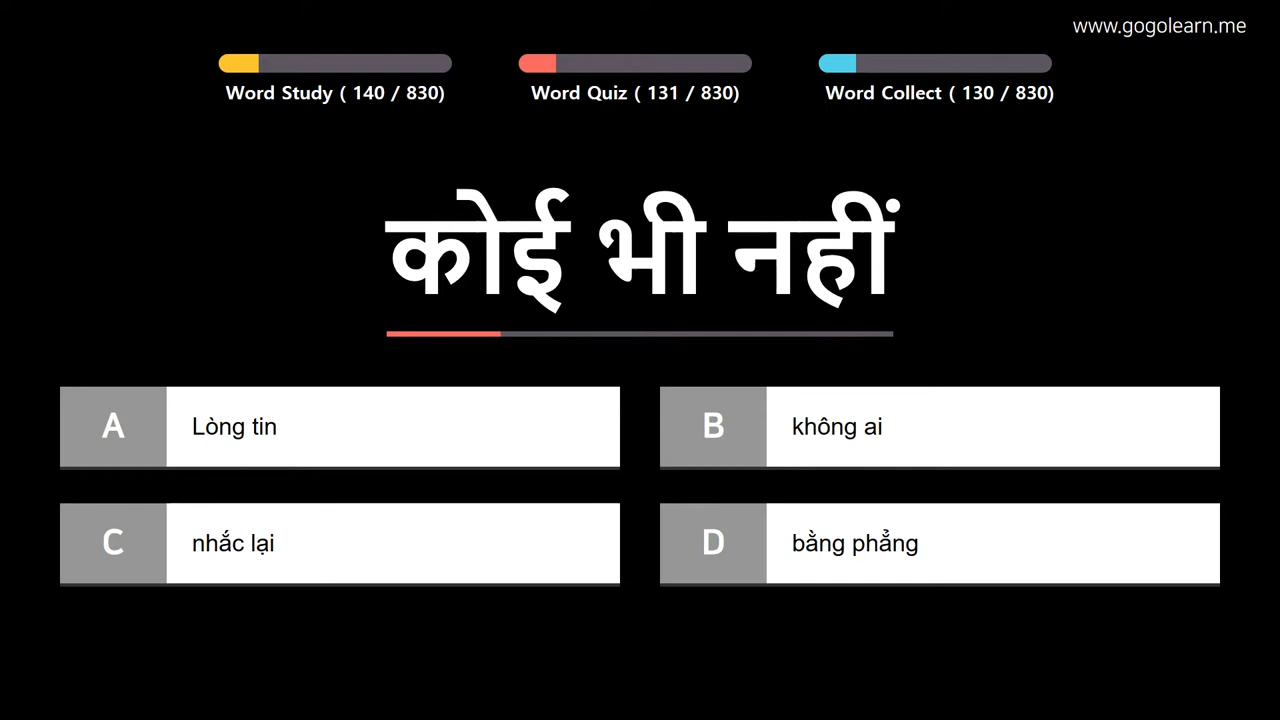 www.gogolearn.me
Word Study ( 140 / 830)
Word Quiz ( 131 / 830)
Word Collect ( 130 / 830)
कोई भी नहीं
A Lòng tin
B không ai
C nhắc lại
D bằng phẳng